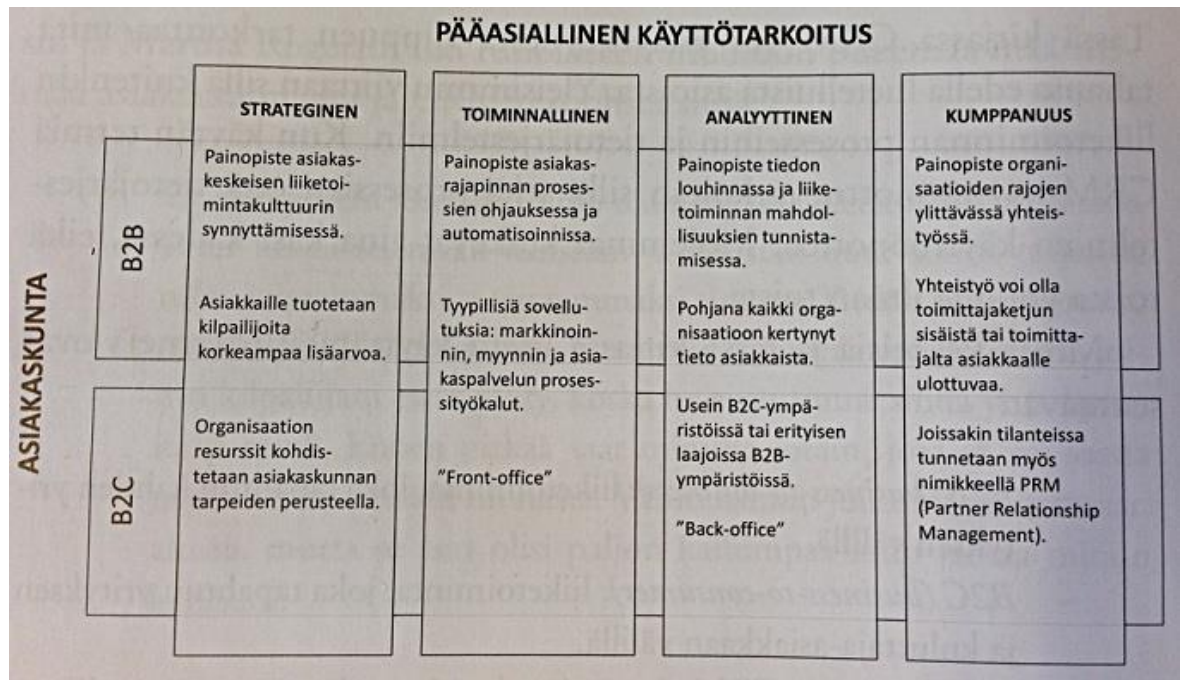 PÄÄASIALLINEN KÄYTTÖTARKOITUS
ASIAKASKUNTA
B2B
B2C
STRATEGINEN
Painopiste asiakas-
keskeisen liiketoi-
mintakulttuurin
synnyttämisessä.
Asiakkaille tuotetaan
kilpailijoita
korkeampaa lisäarvoa.
Organisaation
resurssit kohdis-
tetaan asiakaskunnan
tarpeiden perusteella.
TOIMINNALLINEN
Painopiste asiakas-
rajapinnan proses-
sien ohjauksessa ja
automatisoimissa.
Tyypillisiä sovellu-
tuksia: markkinoin-
nin, myynnin ja asia-
kaspalvelun proses-
sityökalut.
"Front-office"
ANALYYTTINEN
Painopiste tiedon
louhinnassa ja liike-
toiminnan mahdol-
lisuuksien tunnista-
misessa.
Pohjana kaikki orga-
nisaatioon kertynyt
tieto asiakkaista.
Usein B2C-ympä-
ristöissä tai erityisen
laajoissa B2B-
ympäristöissä.
"Back-office"
KUMPPANUUS
Painopiste organi-
saatioiden rajojen
ylittävässä yhteis-
työssä.
Yhteistyö voi olla
toimittajaketjun
sisäistä tai toimitta-
jalta asiakkaalle
ulottuvaa.
Joissakin tilanteissa
tunnetaan myös
nimikkeellä PRM
(Partner Relationship
Management).